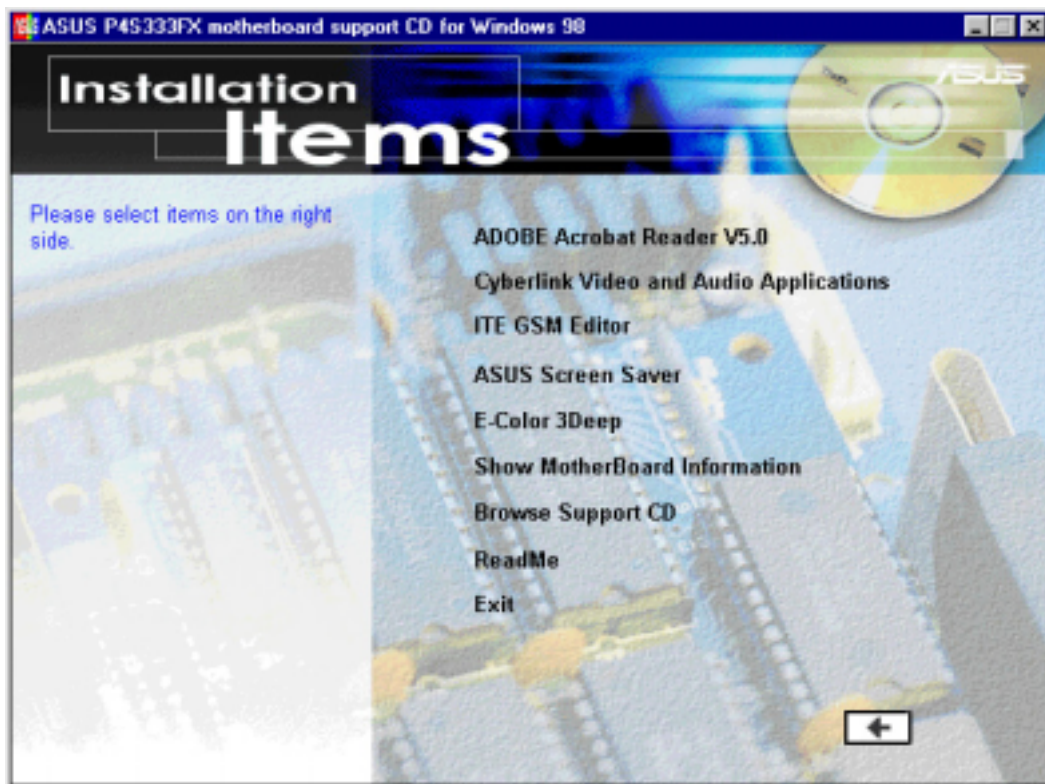 ASUS P4S333FX motherboard support CD for Windows 98
ASUS
Installation
Items
Please select items on the right
side.
ADOBE Acrobat Reader V5.0
Cyberlink Video and Audio Applications
ITE GSM Editor
ASUS Screen Saver
E-Color 3Deep
Show MotherBoard Information
Browse Support CD
ReadMe
Exit